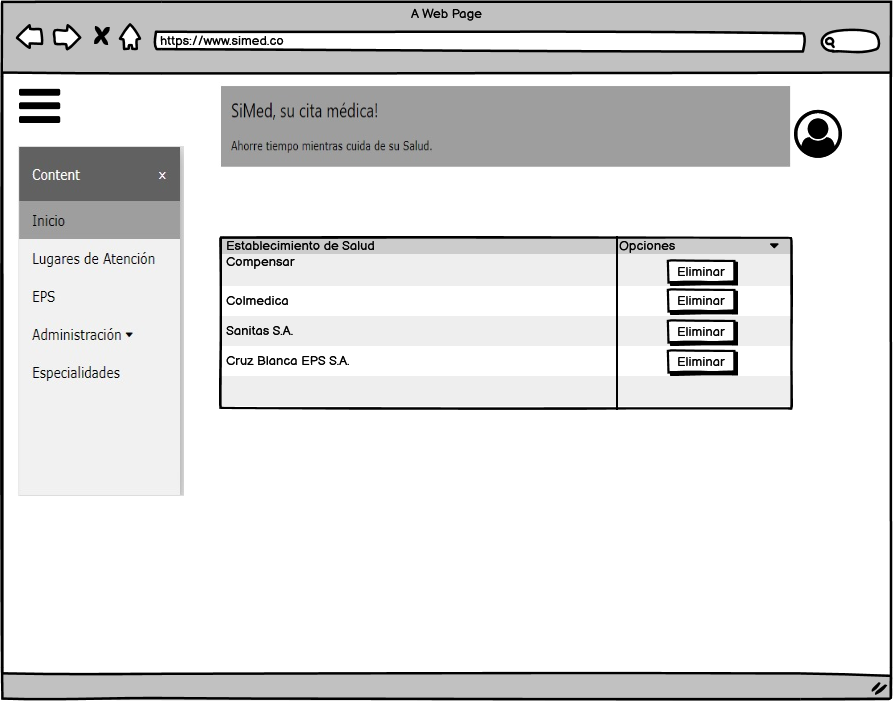 A Web Page
https://www.simed.co
SiMed, su cita médica!
Ahorre tiempo mientras cuida de su Salud.
Content x
Inicio
Lugares de Atención
EPS
Administración
Especialidades
Establecimiento de Salud Opciones
Compensar Eliminar
Colmedica Eliminar
Sanitas S.A. Eliminar
Cruz Blanca EPS S.A. Eliminar